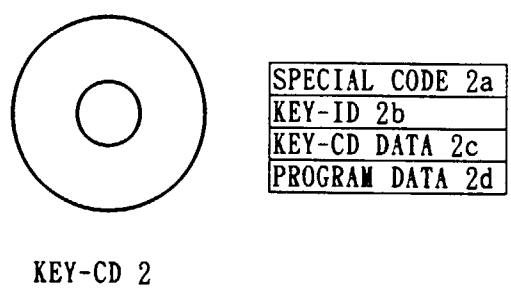 SPECIAL CODE 2a
KEY-ID 2b
KEY-CD DATA 2c
PROGRAM DATA 2d
KEY-CD 2